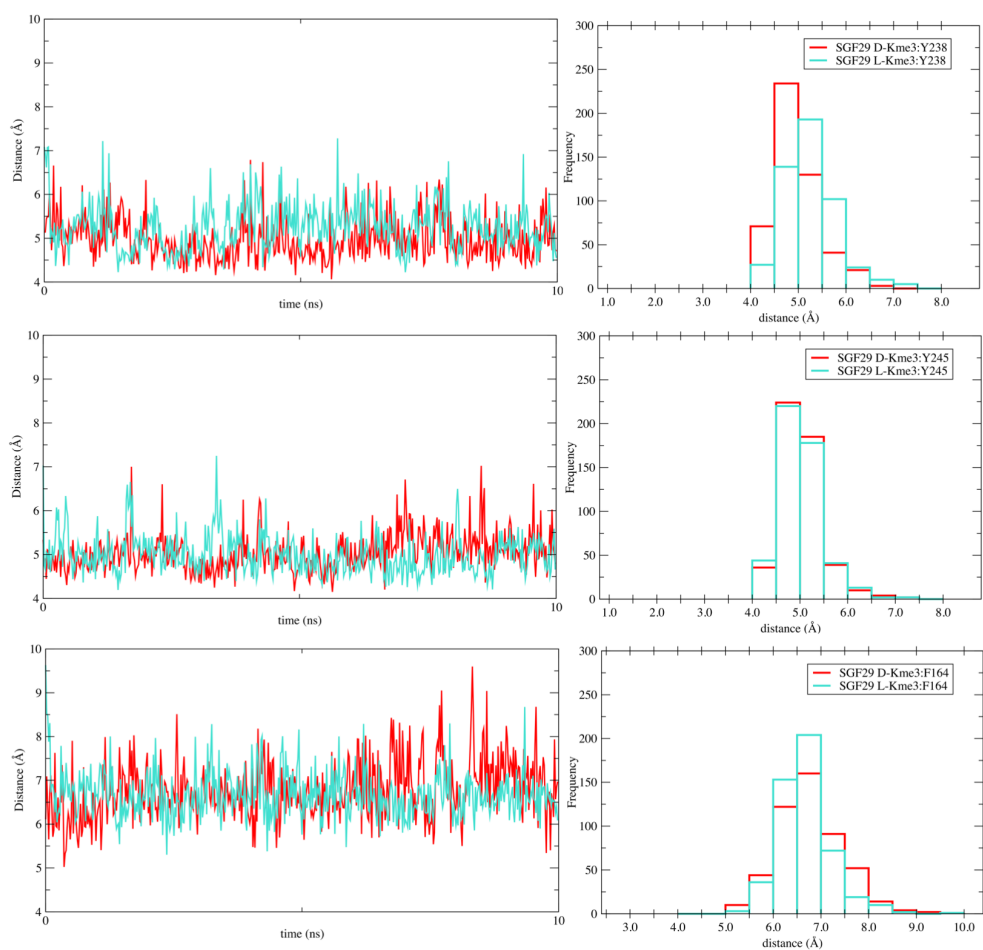 10
9
8
7
6
5
4
Distance (Å)
0
10
time (ns)
300
250
200
150
100
50
0
Frequency
SGF29 D-Kme3:Y238
SGF29 L-Kme3:Y238
1.0 2.0 3.0 4.0 5.0 6.0 7.0 8.0
distance (Å)
10
9
8
7
6
5
4
Distance (Å)
0
10
time (ns)
300
250
200
150
100
50
0
Frequency
SGF29 D-Kme3:Y245
SGF29 L-Kme3:Y245
1.0 2.0 3.0 4.0 5.0 6.0 7.0 8.0
distance (Å)
10
9
8
7
6
5
4
Distance (Å)
0
10
time (ns)
300
250
200
150
100
50
0
Frequency
SGF29 D-Kme3:F164
SGF29 L-Kme3:F164
3.0 4.0 5.0 6.0 7.0 8.0 9.0 10.0
distance (Å)